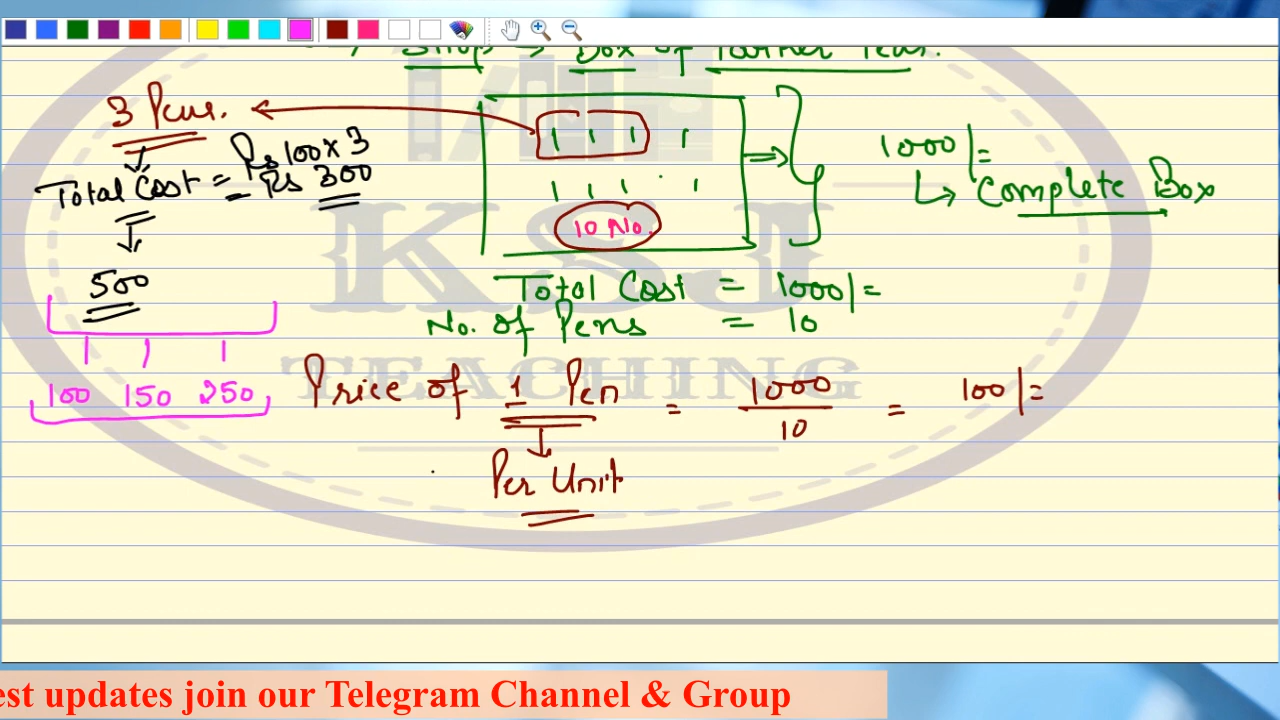 3 Pens.
Total Cost = Rs 100 x 3
= Rs 300
500
100 150 250
10 No.
1000/=
Complete Box
Total Cost = 1000/=
No. of Pens = 10
Price of 1 Pen = 1000/10 = 100/=
Per Unit
KSJ
TEACHING
est updates join our Telegram Channel & Group